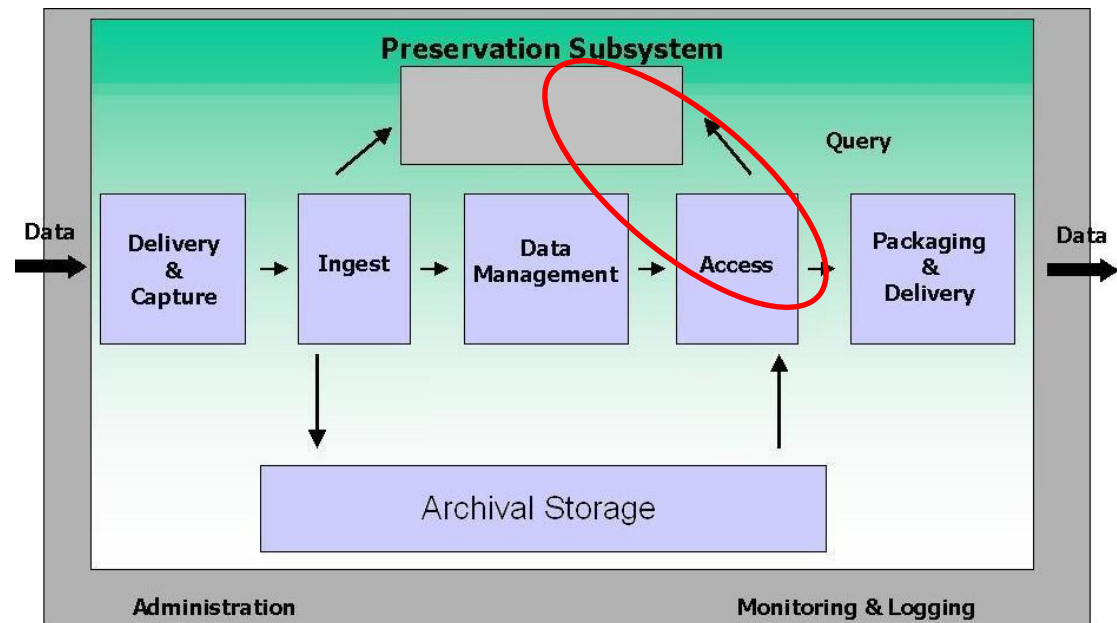 Preservation Subsystem
Query
Data
Delivery
&
Capture
Ingest
Data
Management
Access
Packaging
&
Delivery
Data
Archival Storage
Administration
Monitoring & Logging